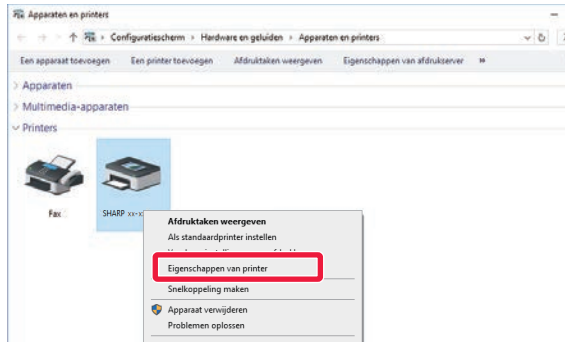 Apparaten en printers
Configuratiescherm › Hardware en geluiden › Apparaten en printers
Een apparaat toevoegen Een printer toevoegen Afdruktaken weergeven Eigenschappen van afdrukserver »
Apparaten
Multimedia-apparaten
Printers
Fax
SHARP xx-x
Afdruktaken weergeven
Als standaardprinter instellen
Eigenschappen van printer
Snelkoppeling maken
Apparaat verwijderen
Problemen oplossen